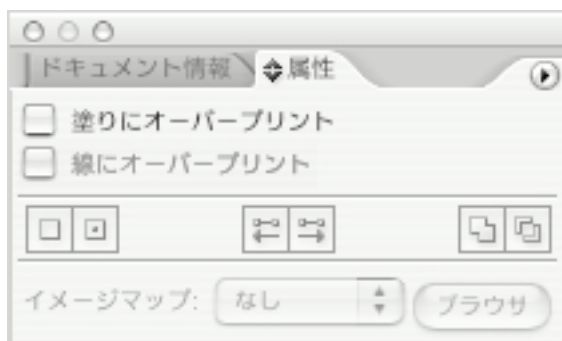 ドキュメント情報 属性
塗りにオーバープリント
線にオーバープリント
イメージマップ: なし ブラウザ